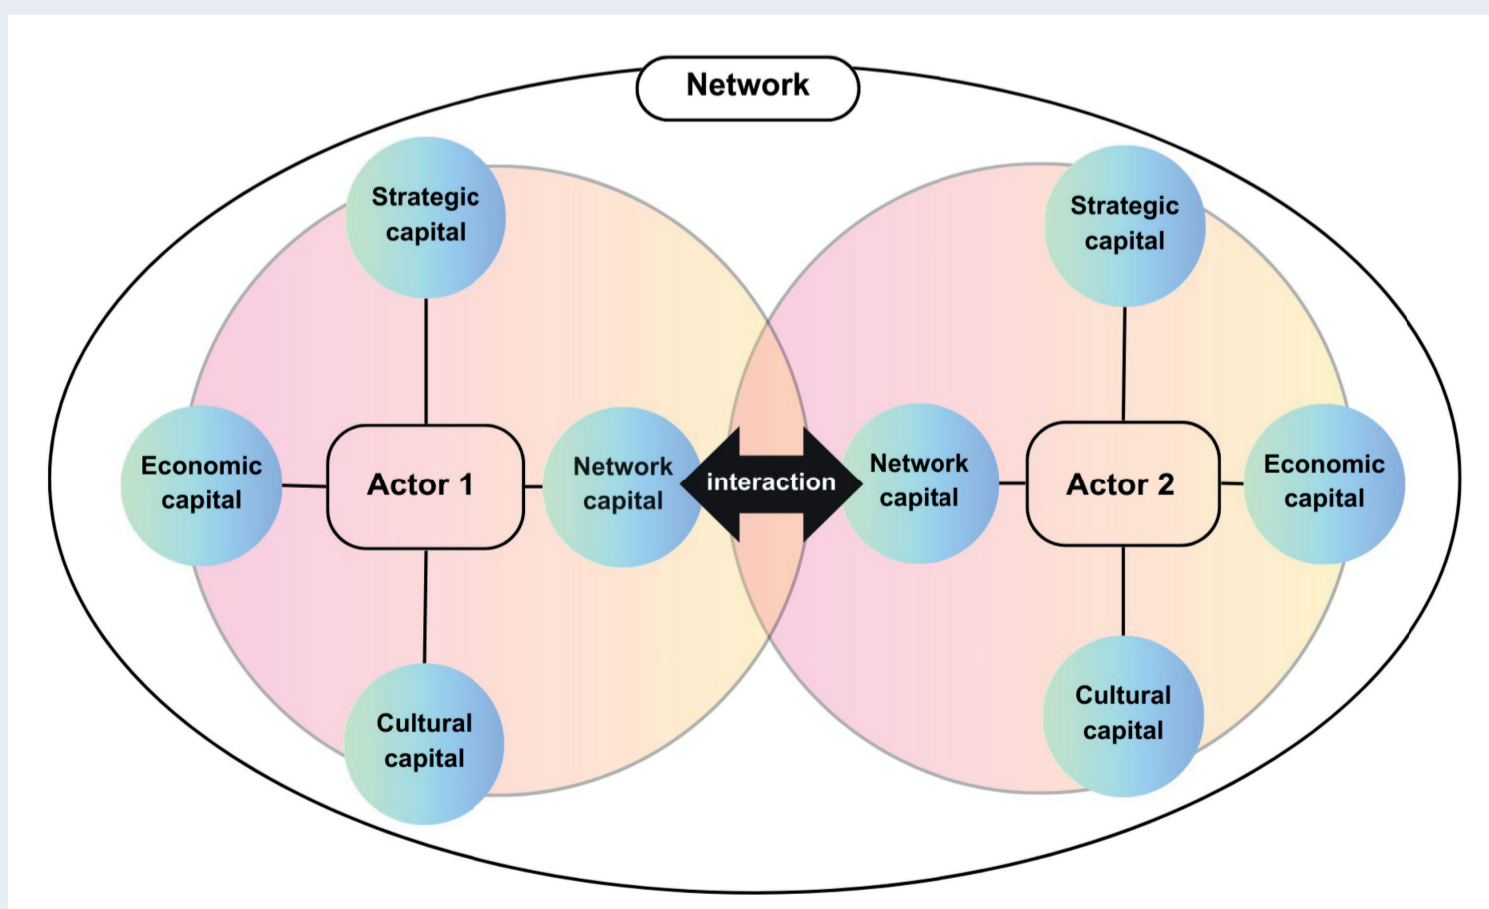 Network
Strategic
capital
Strategic
capital
Economic
capital
Actor 1
Network
capital
interaction
Network
capital
Actor 2
Economic
capital
Cultural
capital
Cultural
capital